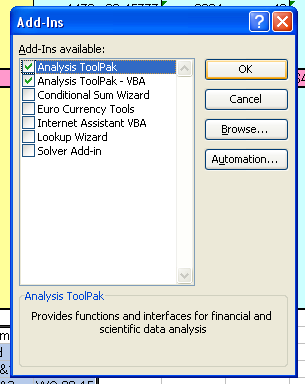 Add-Ins
Add-Ins available:
Analysis ToolPak
Analysis ToolPak - VBA
Conditional Sum Wizard
Euro Currency Tools
Internet Assistant VBA
Lookup Wizard
Solver Add-in
OK
Cancel
Browse...
Automation...
Analysis ToolPak
Provides functions and interfaces for financial and
scientific data analysis